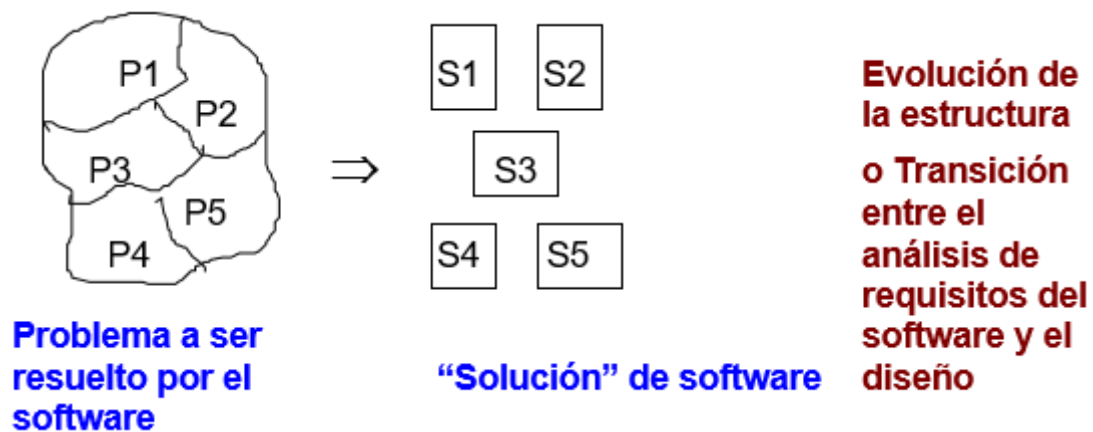 P1
P2
P3
P5
P4
Problema a ser
resuelto por el
software
⇒
S1 S2
S3
S4 S5
“Solución” de software
Evolución de
la estructura
o Transición
entre el
análisis de
requisitos del
software y el
diseño